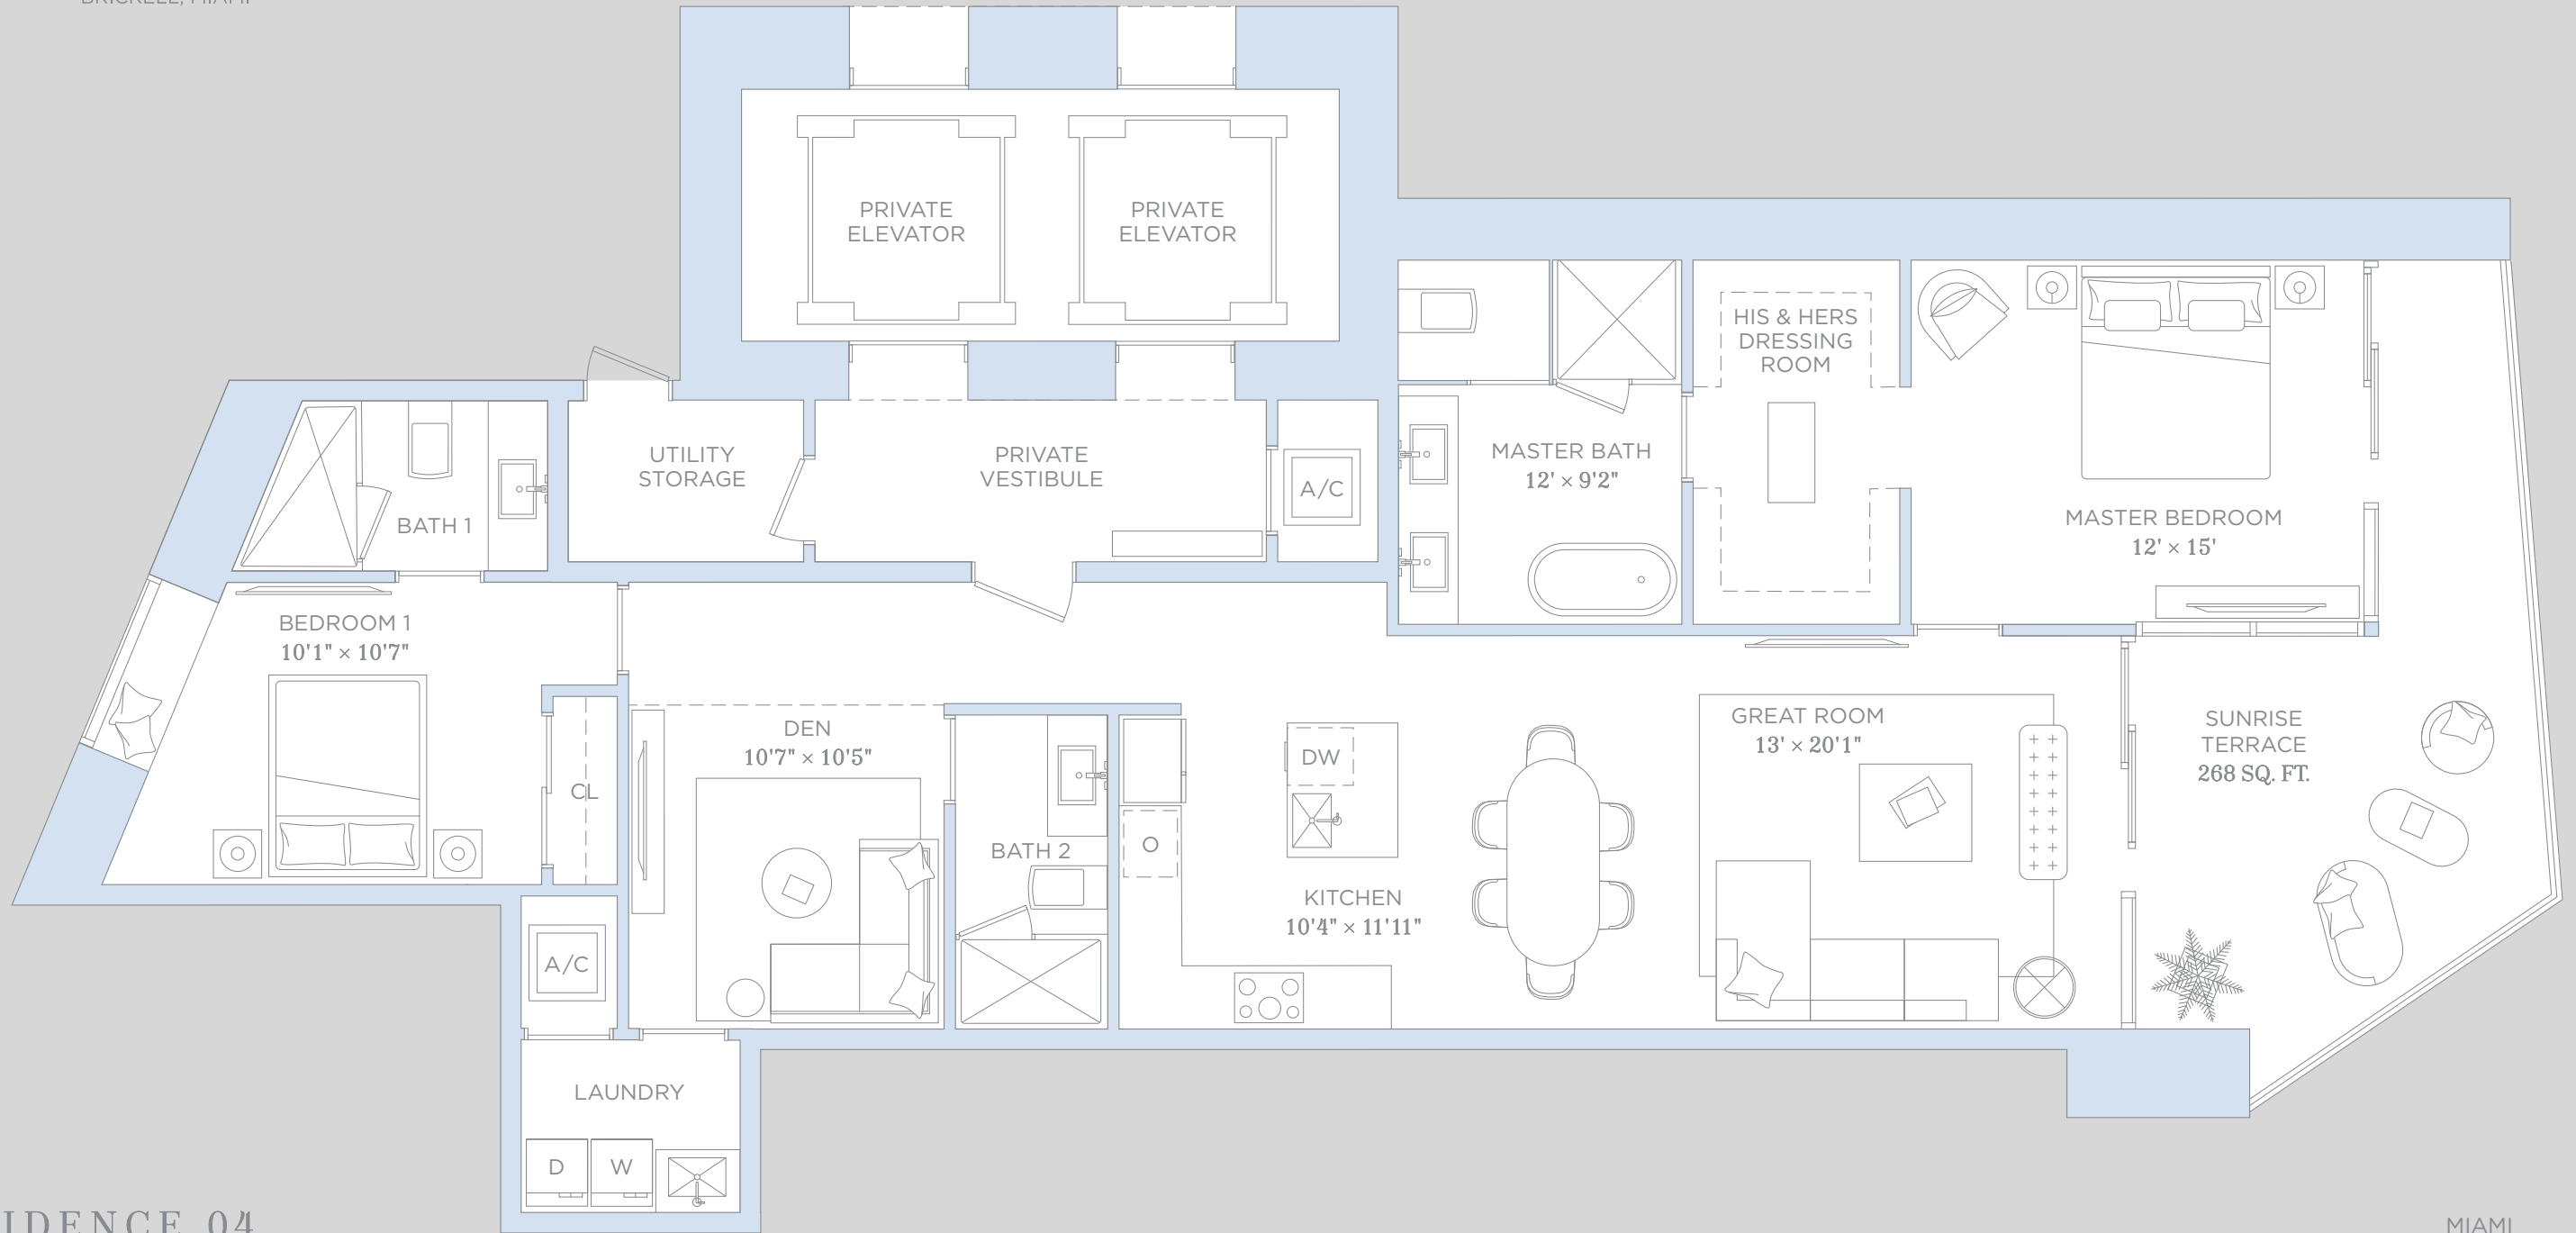 PRIVATE
ELEVATOR
PRIVATE
ELEVATOR
HIS & HERS
DRESSING
ROOM
UTILITY
STORAGE
PRIVATE
VESTIBULE
A/C
MASTER BATH
12' × 9'2"
BATH 1
MASTER BEDROOM
12' × 15'
BEDROOM 1
10'1" × 10'7"
DEN
10'7" × 10'5"
GREAT ROOM
13' × 20'1"
SUNRISE
TERRACE
268 SQ. FT.
DW
CL
O
BATH 2
KITCHEN
10'4" × 11'11"
A/C
LAUNDRY
D
W
IDENCE 04
MIAMI